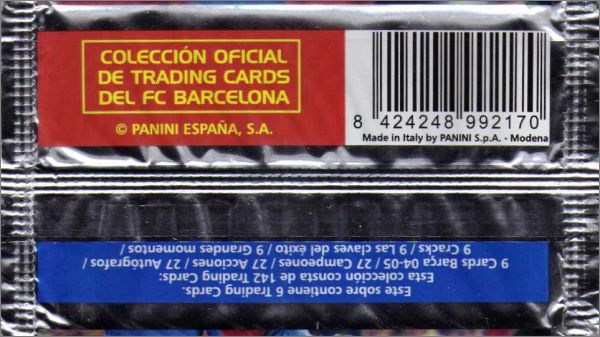 COLECCIÓN OFICIAL
DE TRADING CARDS
DEL FC BARCELONA
© PANINI ESPAÑA, S.A.
8 424248 992170
Made in Italy by PANINI S.p.A. - Modena
Este sobre contiene 6 Trading Cards.
Esta colección consta de 142 Trading Cards:
9 Cards Barça 04-05 / 27 Campeones / 27 Acciones / 27 Autógrafos /
9 Cracks / 9 Las claves del éxito / 9 Grandes momentos /